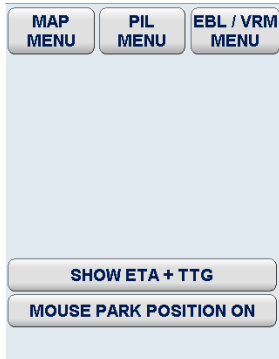 MAP
MENU
PIL
MENU
EBL / VRM
MENU
SHOW ETA + TTG
MOUSE PARK POSITION ON